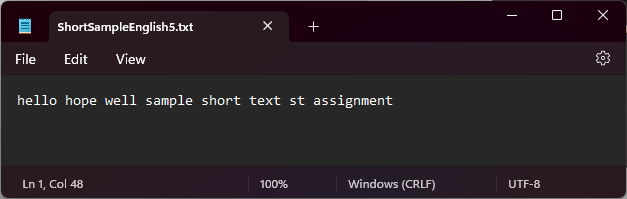 ShortSampleEnglish5.txt
File Edit View
hello hope well sample short text st assignment
Ln 1, Col 48 100% Windows (CRLF) UTF-8